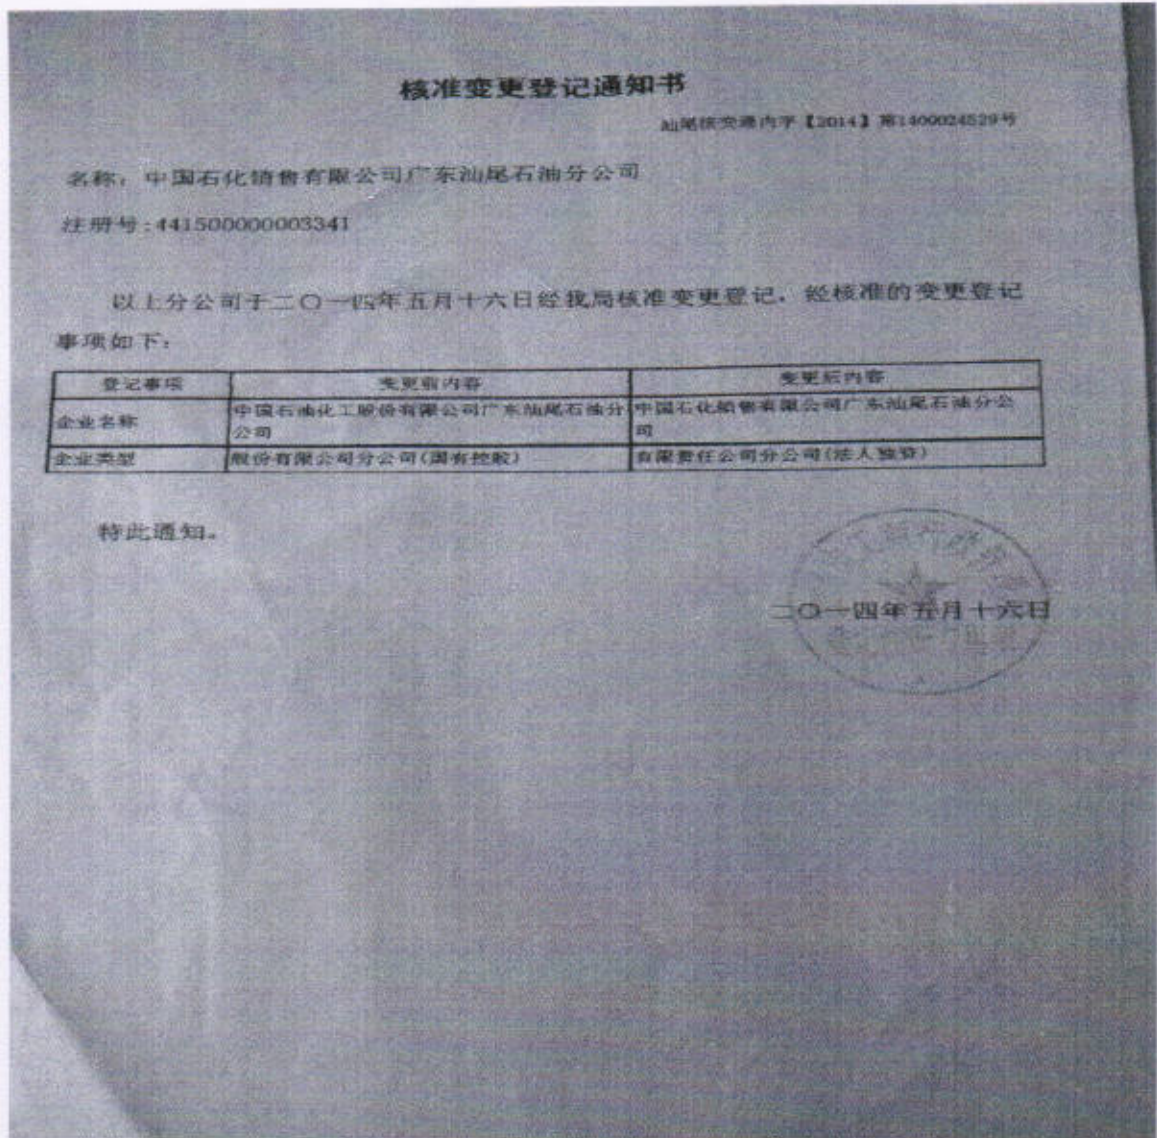 核准变更登记通知书
汕尾核变通内字【2014】第1400024529号
名称：中国石化销售有限公司广东汕尾石油分公司
注册号:441500000003341
以上分公司于二〇一四年五月十六日经我局核准变更登记，经核准的变更登记
事项如下：
登记事项 变更前内容 变更后内容
企业名称 中国石油化工股份有限公司广东汕尾石油分 中国石化销售有限公司广东汕尾石油分公
公司 司
企业类型 股份有限公司分公司(国有控股) 有限责任公司分公司(法人独资)
特此通知。
二〇一四年五月十六日